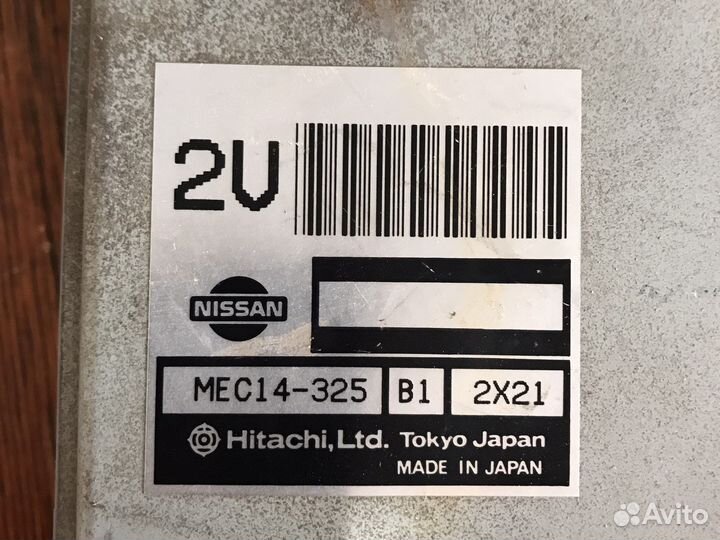 2V
NISSAN
MEC14-325 B1 2X21
Hitachi, Ltd. Tokyo Japan
MADE IN JAPAN
Avito